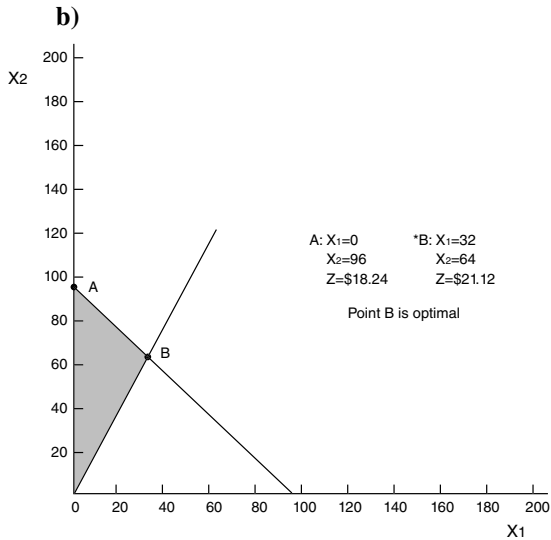 b)
X2
200
180
160
140
120
100
80
60
40
20
A
B
A: X1=0 *B: X1=32
X2=96 X2=64
Z=$18.24 Z=$21.12
Point B is optimal
0 20 40 60 80 100 120 140 160 180 200
X1